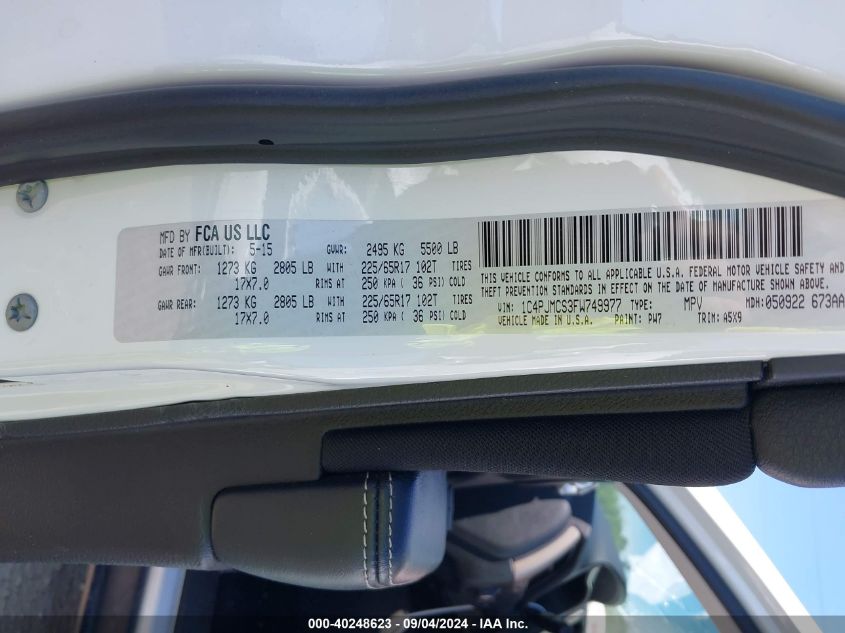 MFD BY FCA US LLC
DATE OF MFR(BUILT): 5-15 GVWR: 2495 KG 5500 LB
GAWR FRONT: 1273 KG 2805 LB WITH 225/65R17 102T TIRES
17X7.0 RIMS AT 250 KPA ( 36 PSI) COLD
GAWR REAR: 1273 KG 2805 LB WITH 225/65R17 102T TIRES
17X7.0 RIMS AT 250 KPA ( 36 PSI) COLD
THIS VEHICLE CONFORMS TO ALL APPLICABLE U.S.A. FEDERAL MOTOR VEHICLE SAFETY AND
THEFT PREVENTION STANDARDS IN EFFECT ON THE DATE OF MANUFACTURE SHOWN ABOVE.
VIN: 1C4PJMCS3FW749977 TYPE: MPV MDH:050922 673AA
VEHICLE MADE IN U.S.A. PAINT: PW7 TRIM: A5X9
000-40248623 - 09/04/2024 - IAA Inc.